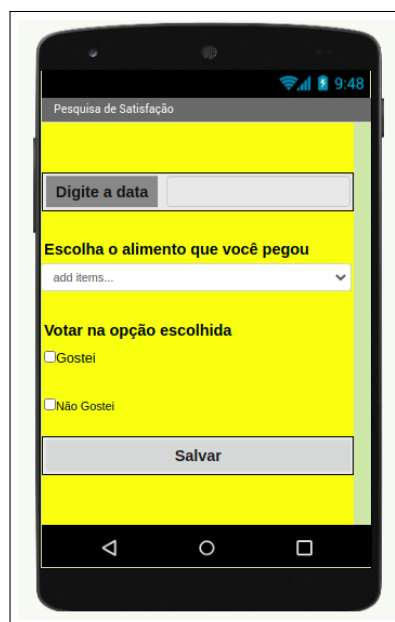 9:48
Pesquisa de Satisfação
Digite a data
Escolha o alimento que você pegou
add items...
Votar na opção escolhida
Gostei
Não Gostei
Salvar